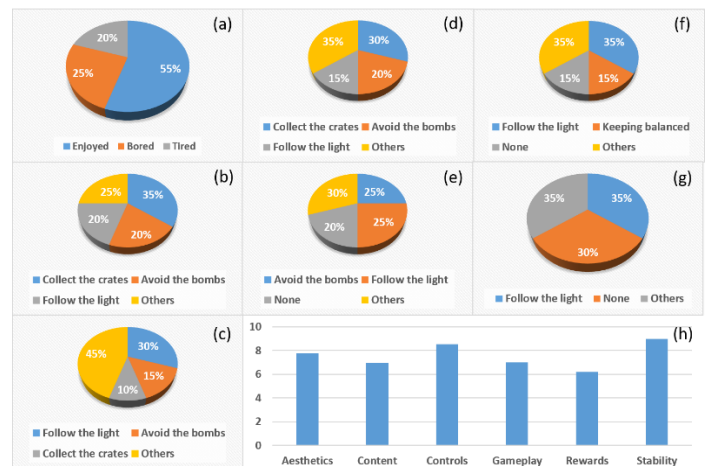 (a)
20%
55%
25%
Enjoyed Bored Tired
(b)
25%
35%
20%
20%
Collect the crates Avoid the bombs
Follow the light Others
(c)
45%
30%
15%
10%
Follow the light Avoid the bombs
Collect the crates Others
(d)
35%
30%
15%
20%
Collect the crates Avoid the bombs
Follow the light Others
(e)
30%
25%
20%
25%
Avoid the bombs Follow the light
None Others
(f)
35%
35%
15%
15%
Follow the light Keeping balanced
None Others
(g)
35%
35%
30%
Follow the light None Others
(h)
10
8
6
4
2
0
Aesthetics Content Controls Gameplay Rewards Stability